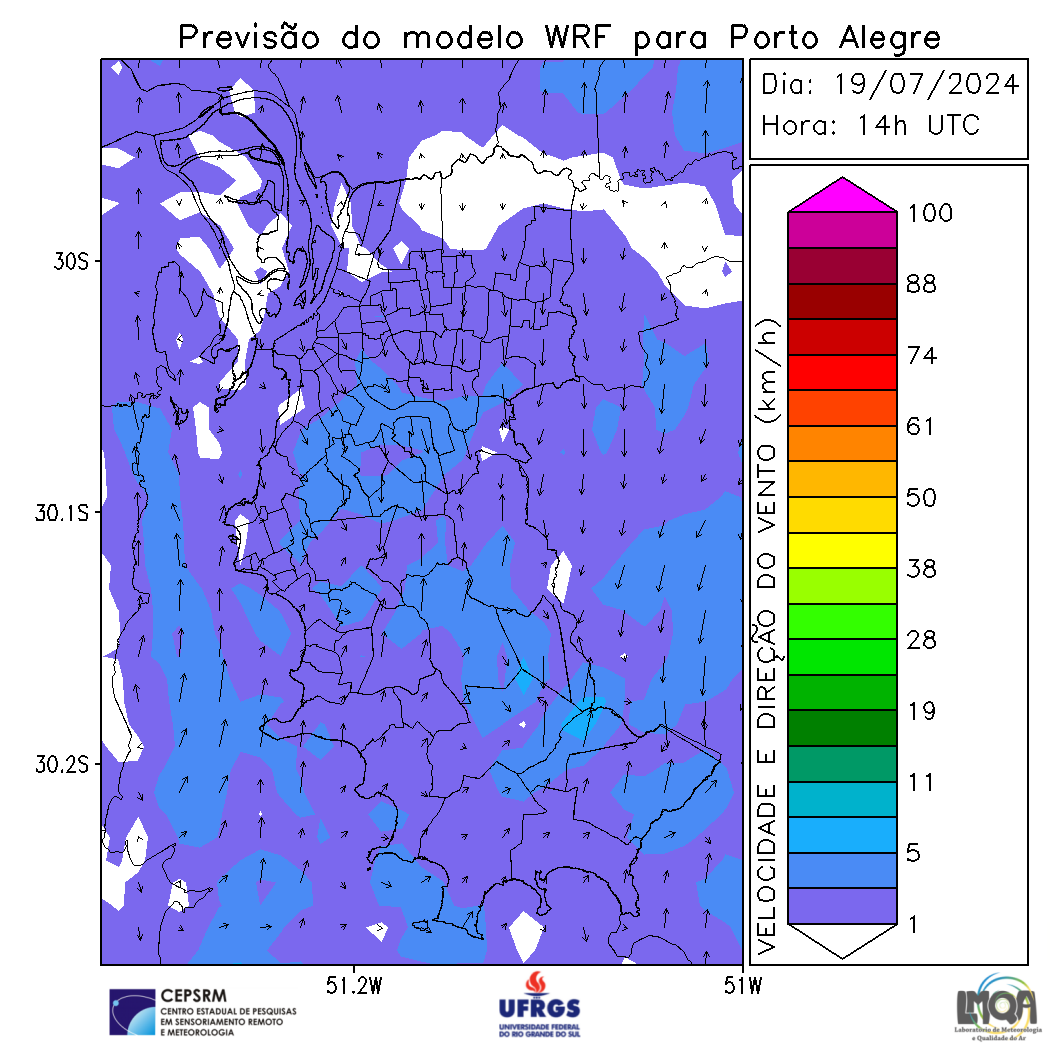 Previsão do modelo WRF para Porto Alegre
Dia: 19/07/2024
Hora: 14h UTC
30S
30.1S
30.2S
51.2W
51W
VELOCIDADE E DIREÇÃO DO VENTO (km/h)
100
88
74
61
50
38
28
19
11
5
1
CEPSRM
CENTRO ESTADUAL DE PESQUISAS
EM SENSORIAMENTO REMOTO
E METEOROLOGIA
UFRGS
UNIVERSIDADE FEDERAL
DO RIO GRANDE DO SUL
LMQA
Laboratório de Meteorologia
e Qualidade do Ar